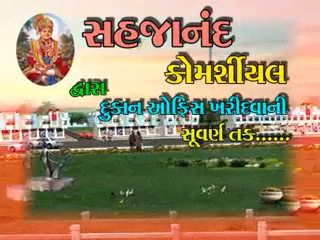 સહજાનંદ
કોમર્શીયલ
દ્વારા
દુકાન ઓફિસ ખરીદવાની
સૂવર્ણ તક......